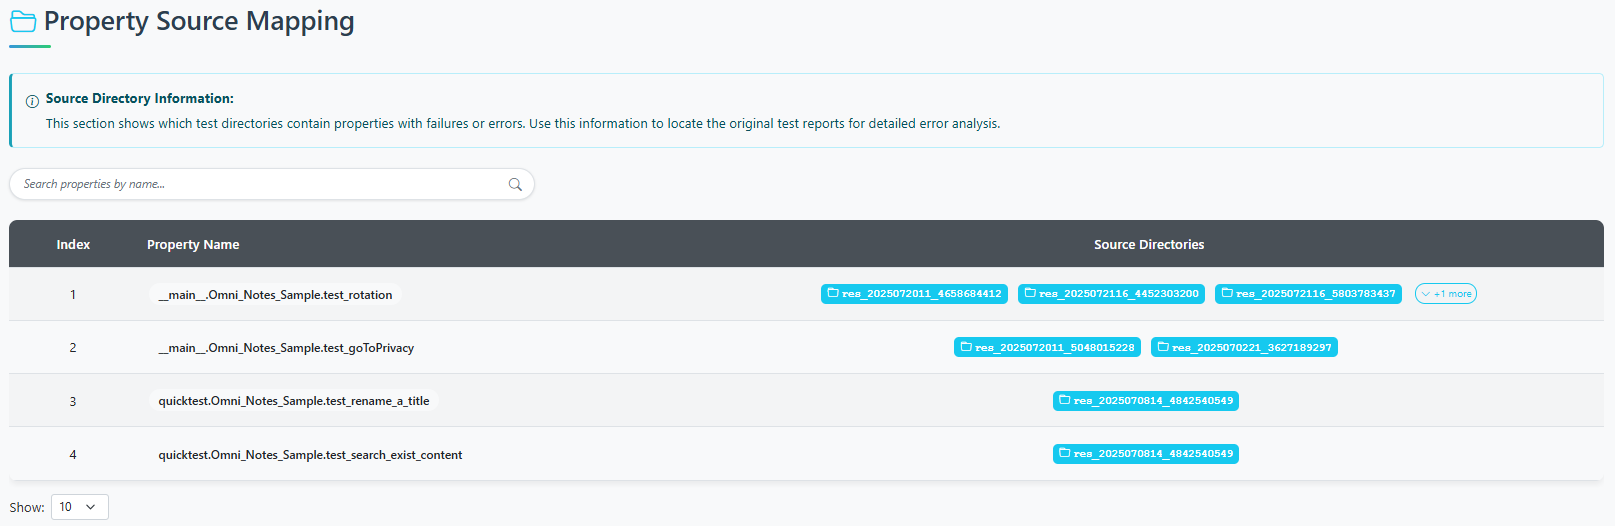 Property Source Mapping
Source Directory Information:
This section shows which test directories contain properties with failures or errors. Use this information to locate the original test reports for detailed error analysis.
Search properties by name...
Index Property Name Source Directories
1 __main__.Omni_Notes_Sample.test_rotation res_2025072011_4658684412 res_2025072116_4452303200 res_2025072116_5803783437 +1 more
2 __main__.Omni_Notes_Sample.test_goToPrivacy res_2025072011_5048015228 res_2025070221_3627189297
3 quicktest.Omni_Notes_Sample.test_rename_a_title res_2025070814_4842540549
4 quicktest.Omni_Notes_Sample.test_search_exist_content res_2025070814_4842540549
Show: 10